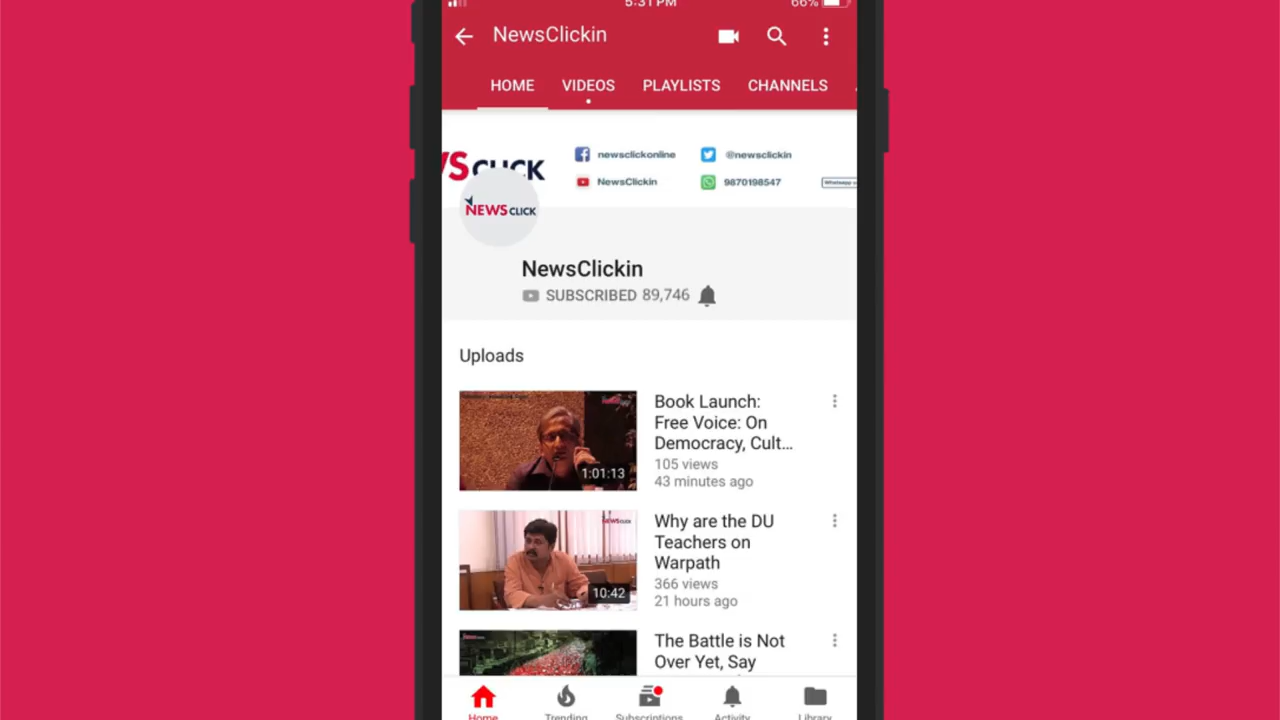 5:31 PM 66%
NewsClickin
HOME VIDEOS PLAYLISTS CHANNELS
WS CLICK
newsclickonline @newsclickin
NewsClickin 9870198547
NEWS CLICK
NewsClickin
SUBSCRIBED 89,746
Uploads
Book Launch:
Free Voice: On
Democracy, Cult...
105 views
43 minutes ago
1:01:13
Why are the DU
Teachers on
Warpath
366 views
21 hours ago
NEWS CLICK
10:42
The Battle is Not
Over Yet, Say
Home Trending Subscriptions Activity Library